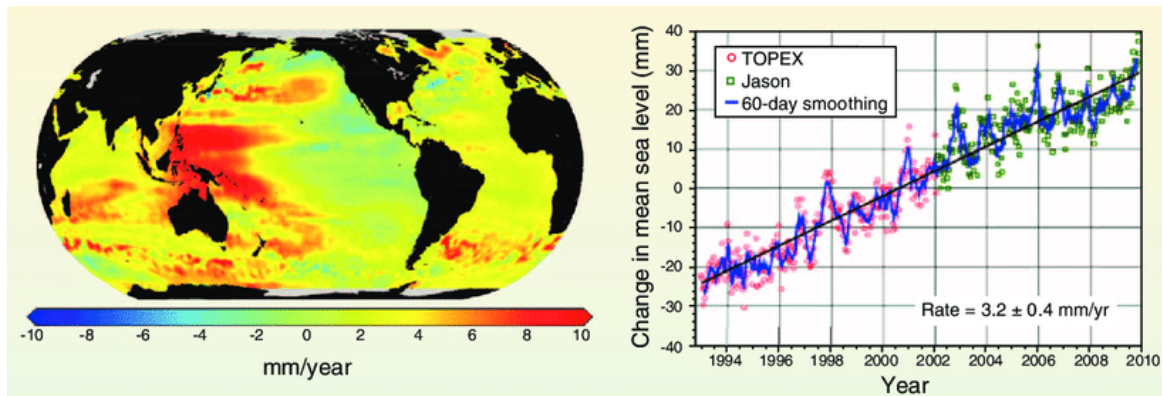 -10 -8 -6 -4 -2 0 2 4 6 8 10
mm/year
Change in mean sea level (mm)
40
30
20
10
0
-10
-20
-30
-40
TOPEX
Jason
60-day smoothing
Rate = 3.2 ± 0.4 mm/yr
1994 1996 1998 2000 2002 2004 2006 2008 2010
Year